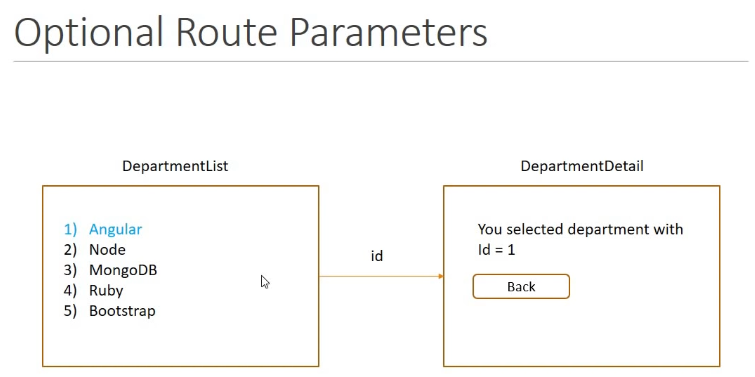 Optional Route Parameters
DepartmentList
1) Angular
2) Node
3) MongoDB
4) Ruby
5) Bootstrap
id
DepartmentDetail
You selected department with
Id = 1
Back